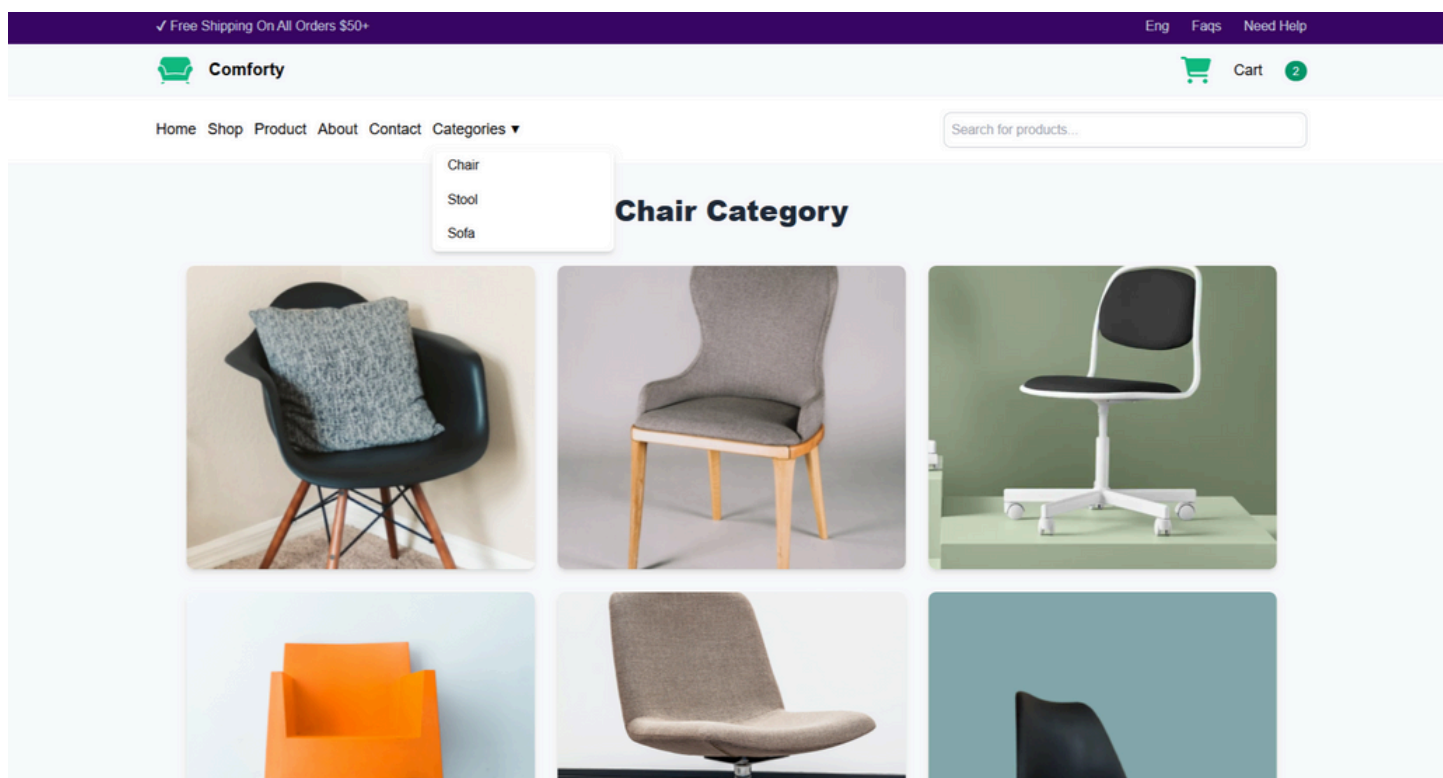 ✓ Free Shipping On All Orders $50+ Eng Faqs Need Help
Comforty Cart 2
Home Shop Product About Contact Categories ▼ Search for products...
Chair
Stool
Sofa
Chair Category